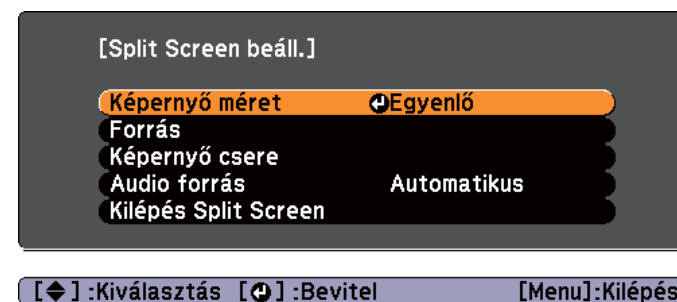 [Split Screen beáll.]
Képernyő méret Egyenlő
Forrás
Képernyő csere
Audio forrás Automatikus
Kilépés Split Screen
[ ] :Kiválasztás [ ] :Bevitel [Menu]:Kilépés